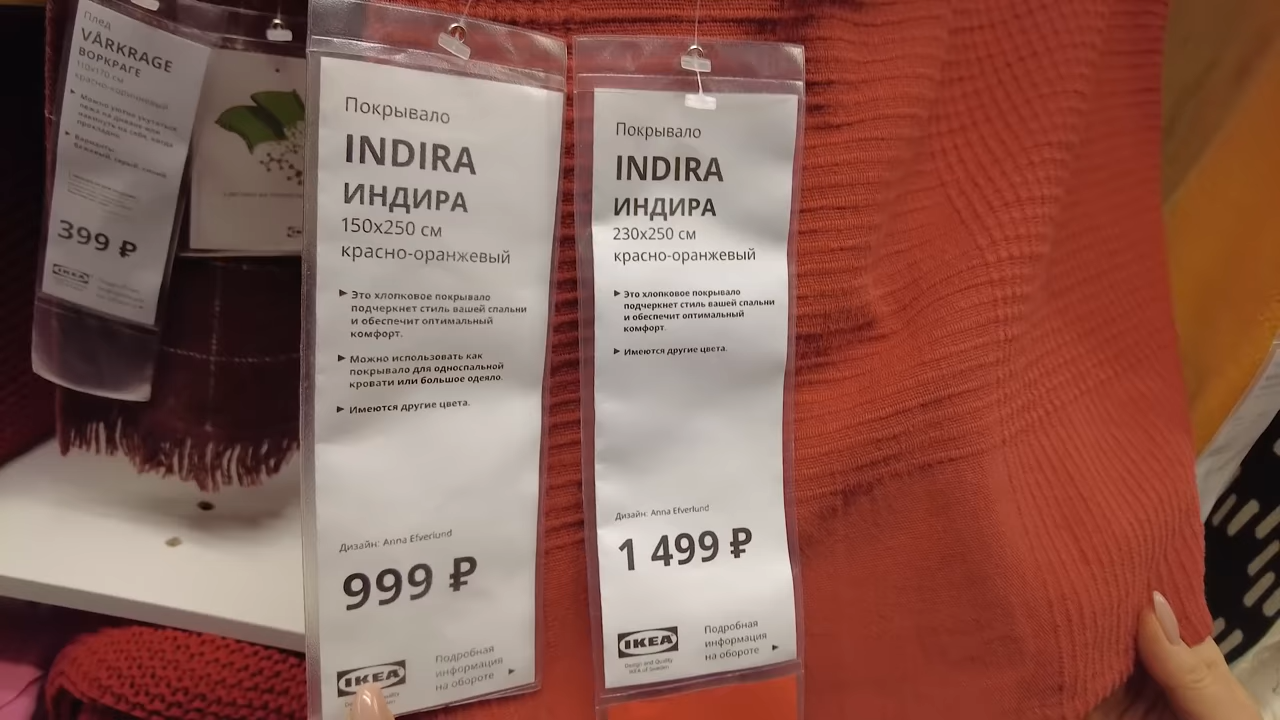 Плед
VÅRKRAGE
ВОРКРАГЕ
110x170 см
красно-коричневый
399 ₽
IKEA
Покрывало
INDIRA
ИНДИРА
150x250 см
красно-оранжевый
► Это хлопковое покрывало
подчеркнет стиль вашей спальни
и обеспечит оптимальный
комфорт.
► Можно использовать как
покрывало для односпальной
кровати или большое одеяло.
► Имеются другие цвета.
Дизайн: Anna Efverlund
999 ₽
IKEA
Подробная
информация
на обороте ►
Покрывало
INDIRA
ИНДИРА
230x250 см
красно-оранжевый
► Это хлопковое покрывало
подчеркнет стиль вашей спальни
и обеспечит оптимальный
комфорт.
► Имеются другие цвета.
Дизайн: Anna Efverlund
1 499 ₽
IKEA
Design and Quality
IKEA of Sweden
Подробная
информация
на обороте ►